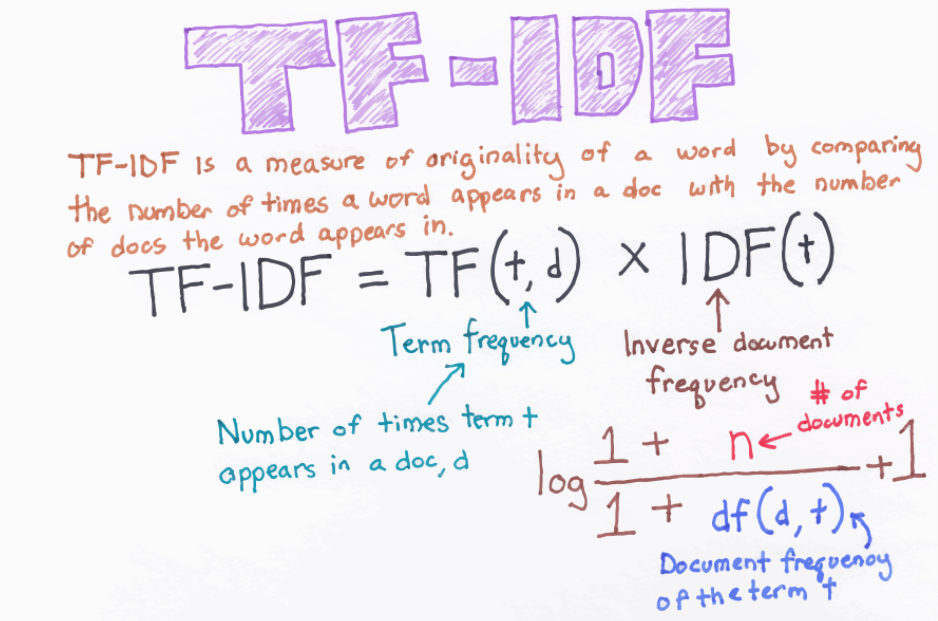 TF-IDF
TF-IDF is a measure of originality of a word by comparing
the number of times a word appears in a doc with the number
of docs the word appears in.
TF-IDF = TF(t, d) × IDF(t)
Term frequency
Inverse document
frequency
Number of times term t
appears in a doc, d
# of
documents
log (1 + n) / (1 + df(d, t)) + 1
Document frequency
of the term t